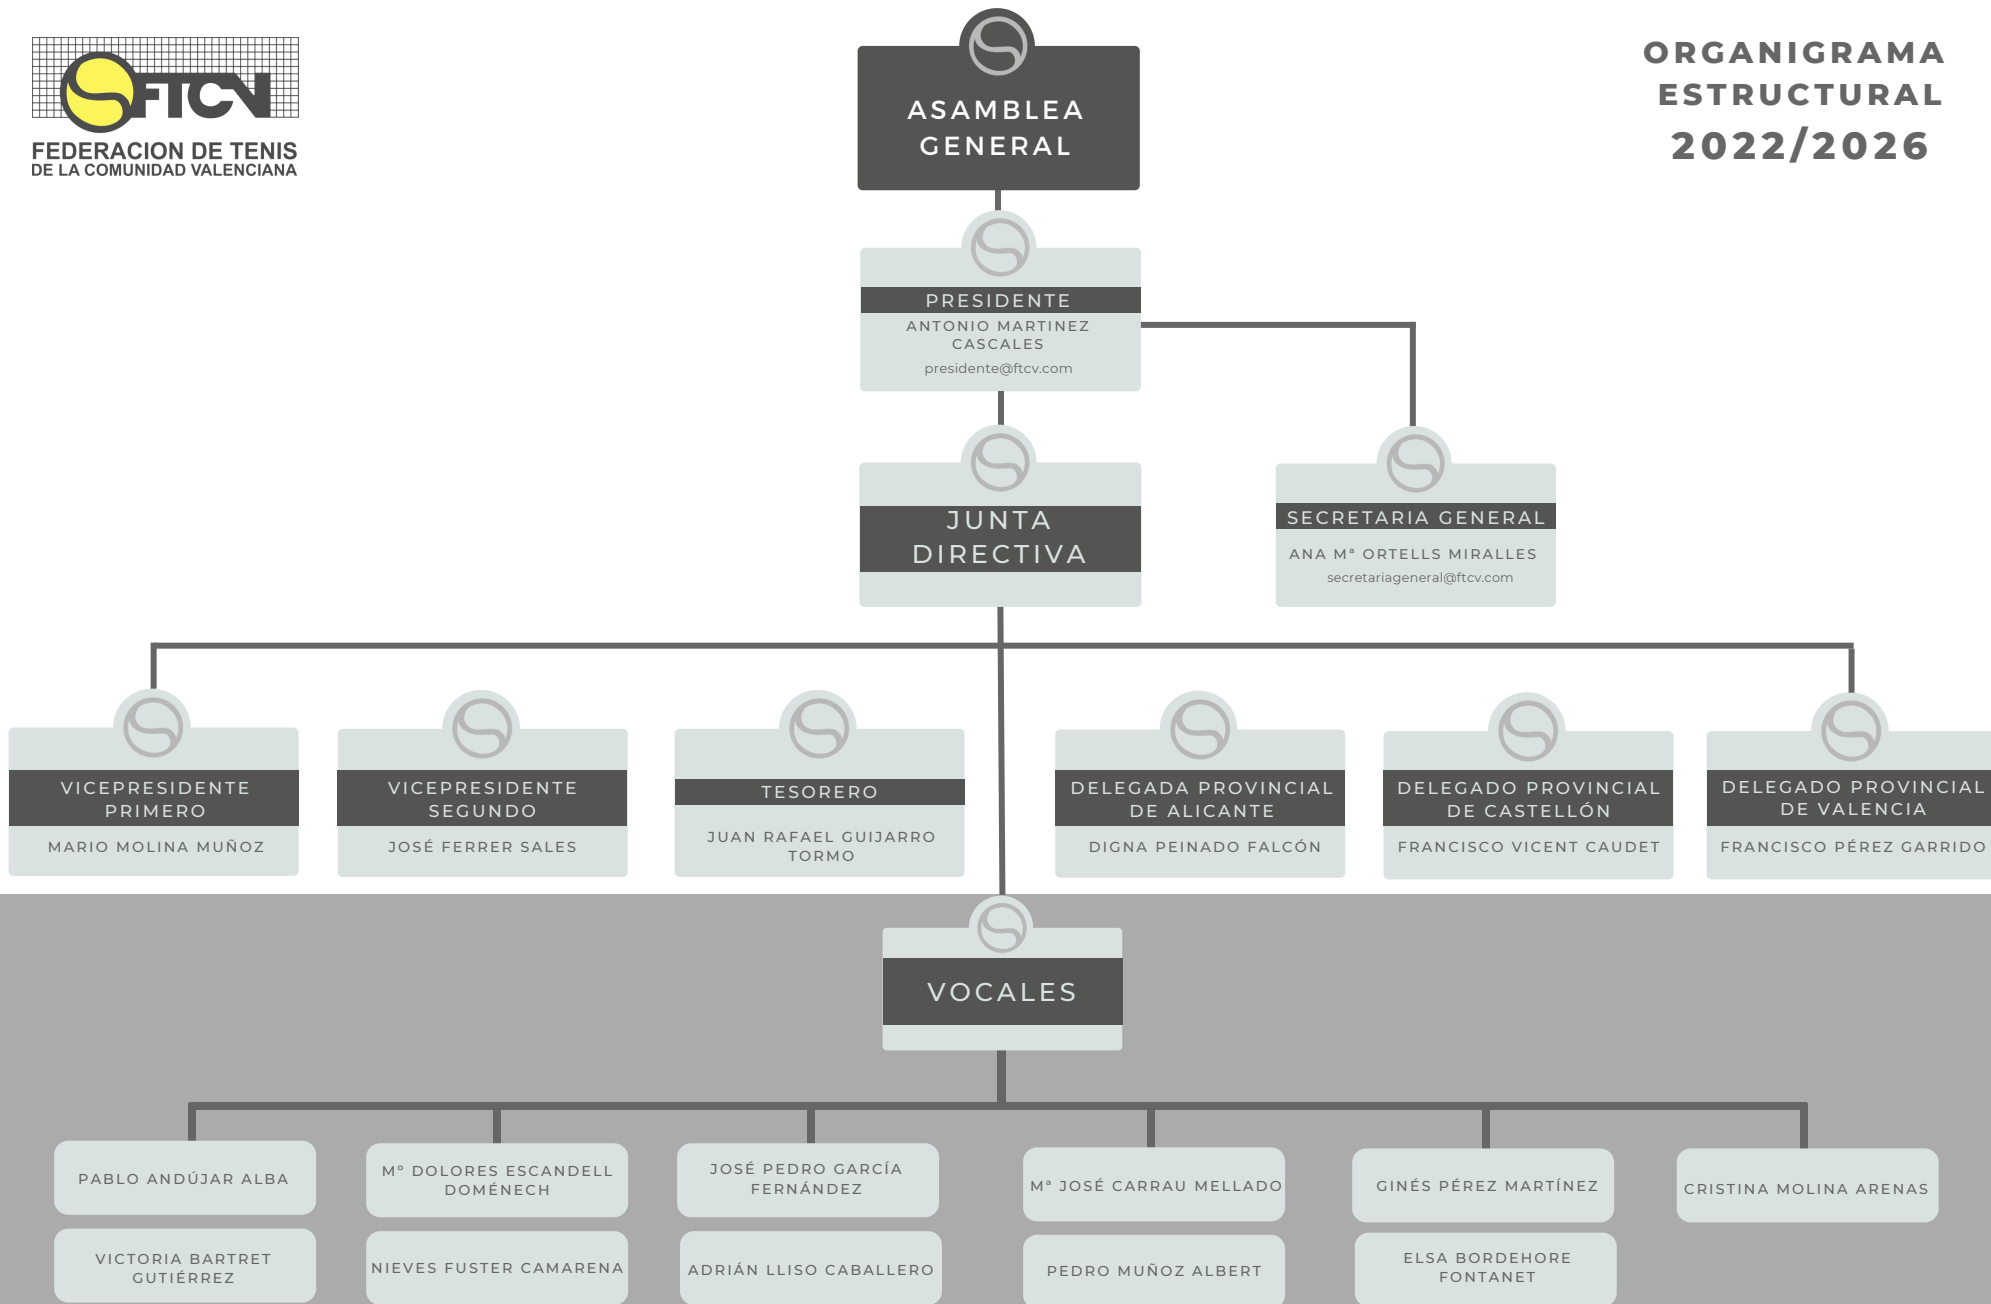 FTCV
FEDERACION DE TENIS
DE LA COMUNIDAD VALENCIANA
ORGANIGRAMA
ESTRUCTURAL
2022/2026
ASAMBLEA
GENERAL
PRESIDENTE
ANTONIO MARTINEZ
CASCALES
presidente@ftcv.com
JUNTA
DIRECTIVA
SECRETARIA GENERAL
ANA Mª ORTELLS MIRALLES
secretariageneral@ftcv.com
VICEPRESIDENTE
PRIMERO
MARIO MOLINA MUÑOZ
VICEPRESIDENTE
SEGUNDO
JOSÉ FERRER SALES
TESORERO
JUAN RAFAEL GUIJARRO
TORMO
DELEGADA PROVINCIAL
DE ALICANTE
DIGNA PEINADO FALCÓN
DELEGADO PROVINCIAL
DE CASTELLÓN
FRANCISCO VICENT CAUDET
DELEGADO PROVINCIAL
DE VALENCIA
FRANCISCO PÉREZ GARRIDO
VOCALES
PABLO ANDÚJAR ALBA
Mº DOLORES ESCANDELL
DOMÉNECH
JOSÉ PEDRO GARCÍA
FERNÁNDEZ
Mª JOSÉ CARRAU MELLADO
GINÉS PÉREZ MARTÍNEZ
CRISTINA MOLINA ARENAS
VICTORIA BARTRET
GUTIÉRREZ
NIEVES FUSTER CAMARENA
ADRIÁN LLISO CABALLERO
PEDRO MUÑOZ ALBERT
ELSA BORDEHORE
FONTANET